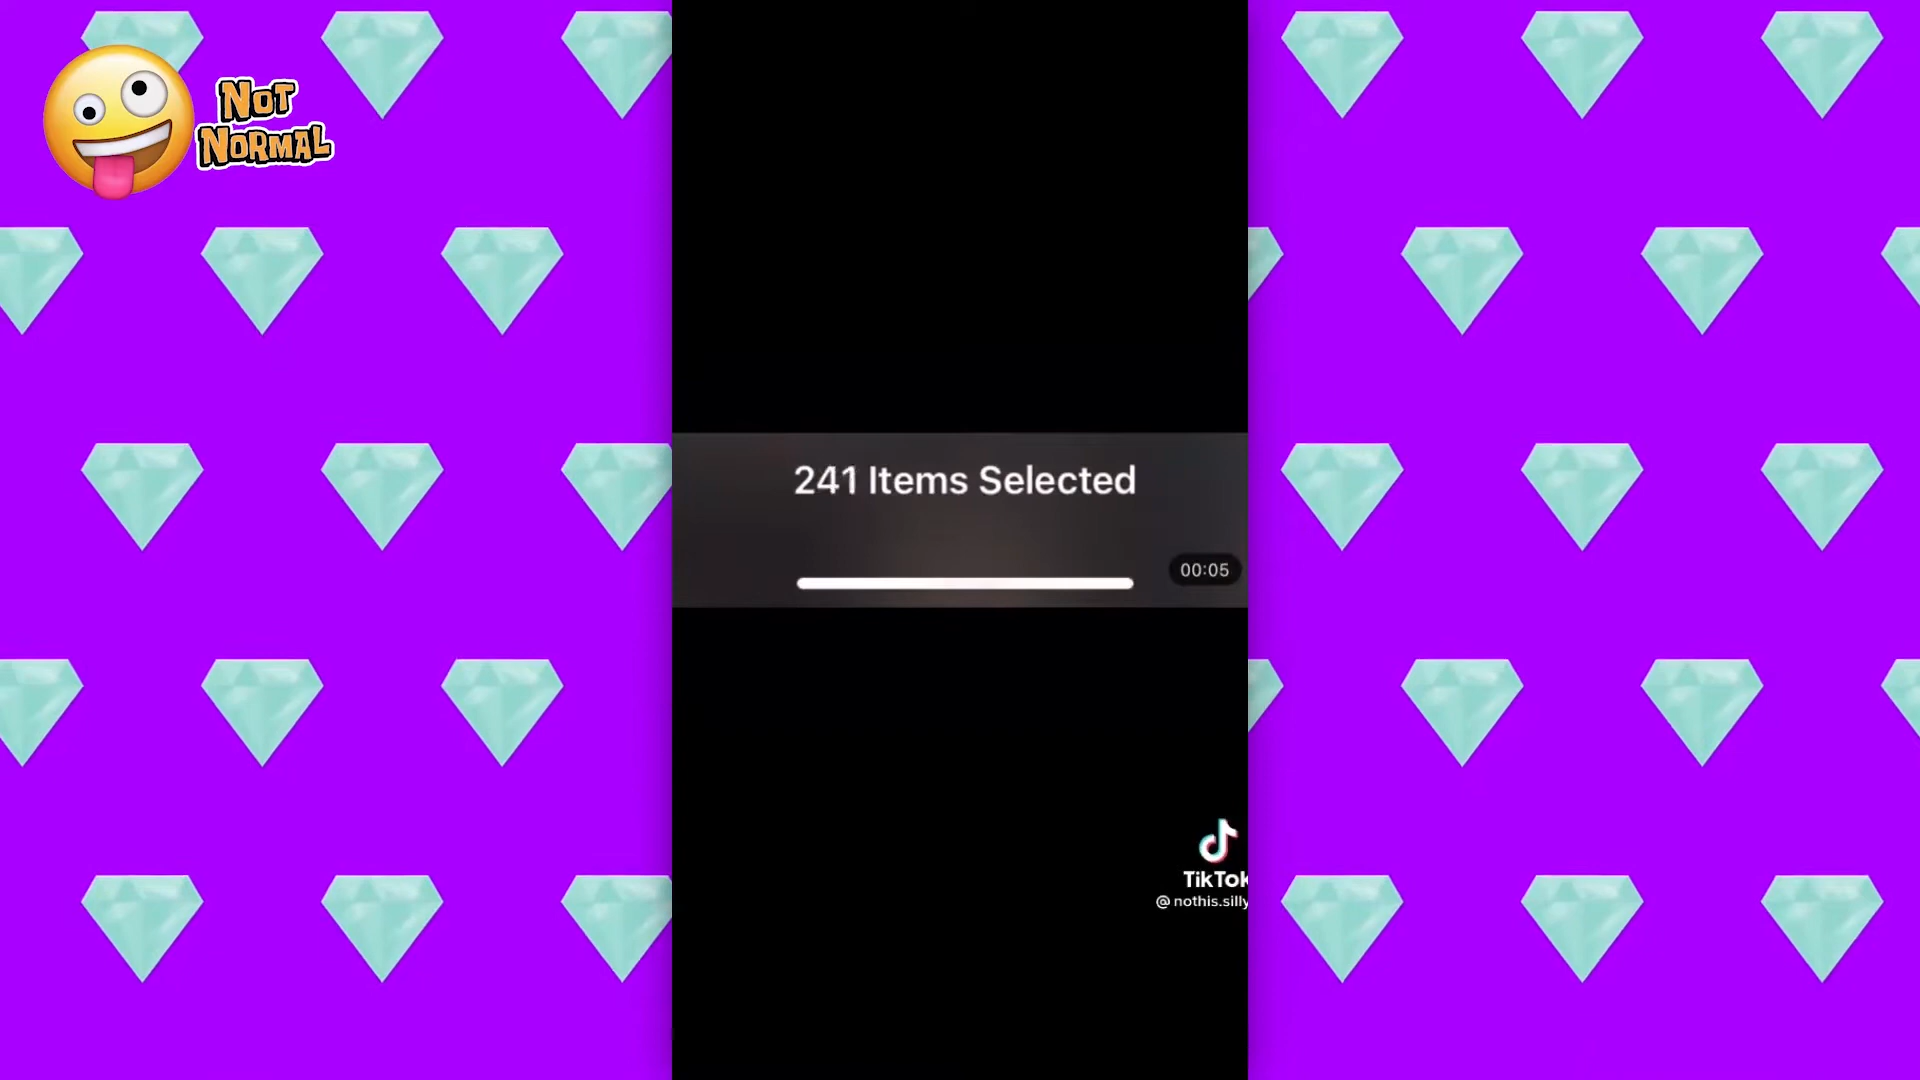 NOT
NORMAL
241 Items Selected
00:05
TikTok
@nothis.silly